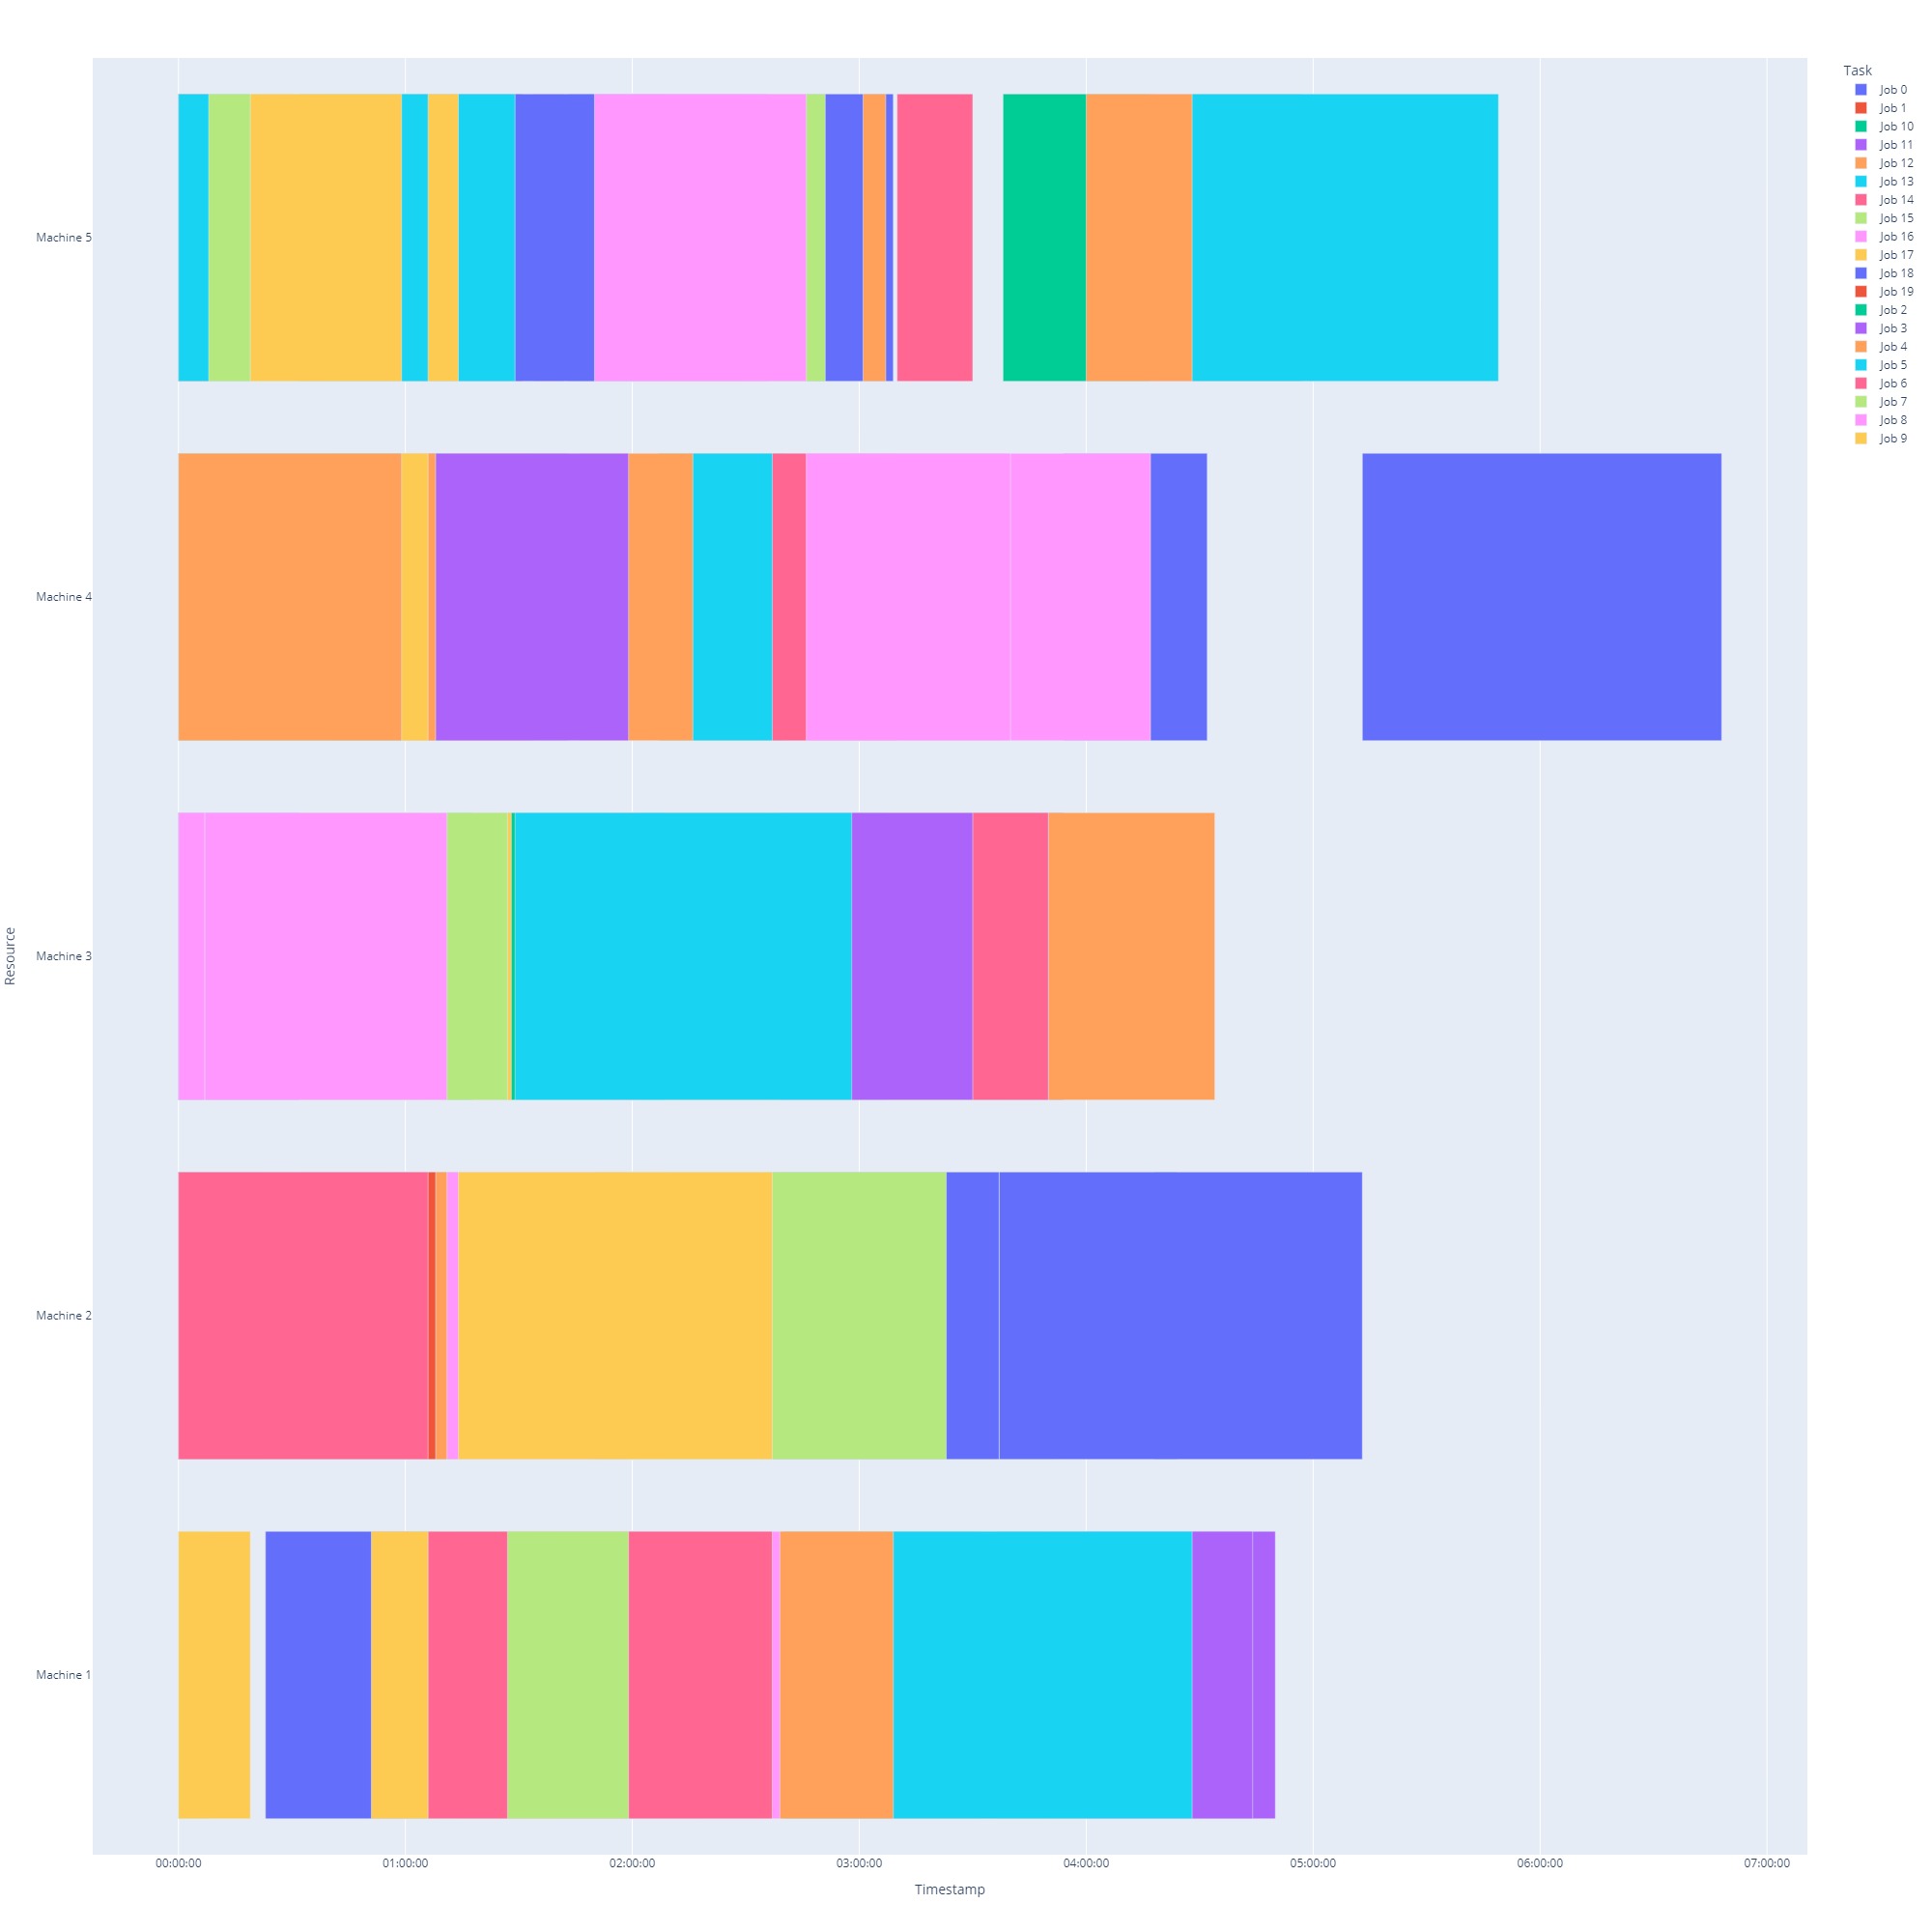 Task
Job 0
Job 1
Job 10
Job 11
Job 12
Job 13
Job 14
Job 15
Job 16
Job 17
Job 18
Job 19
Job 2
Job 3
Job 4
Job 5
Job 6
Job 7
Job 8
Job 9
Machine 5
Machine 4
Machine 3
Machine 2
Machine 1
Resource
00:00:00 01:00:00 02:00:00 03:00:00 04:00:00 05:00:00 06:00:00 07:00:00
Timestamp